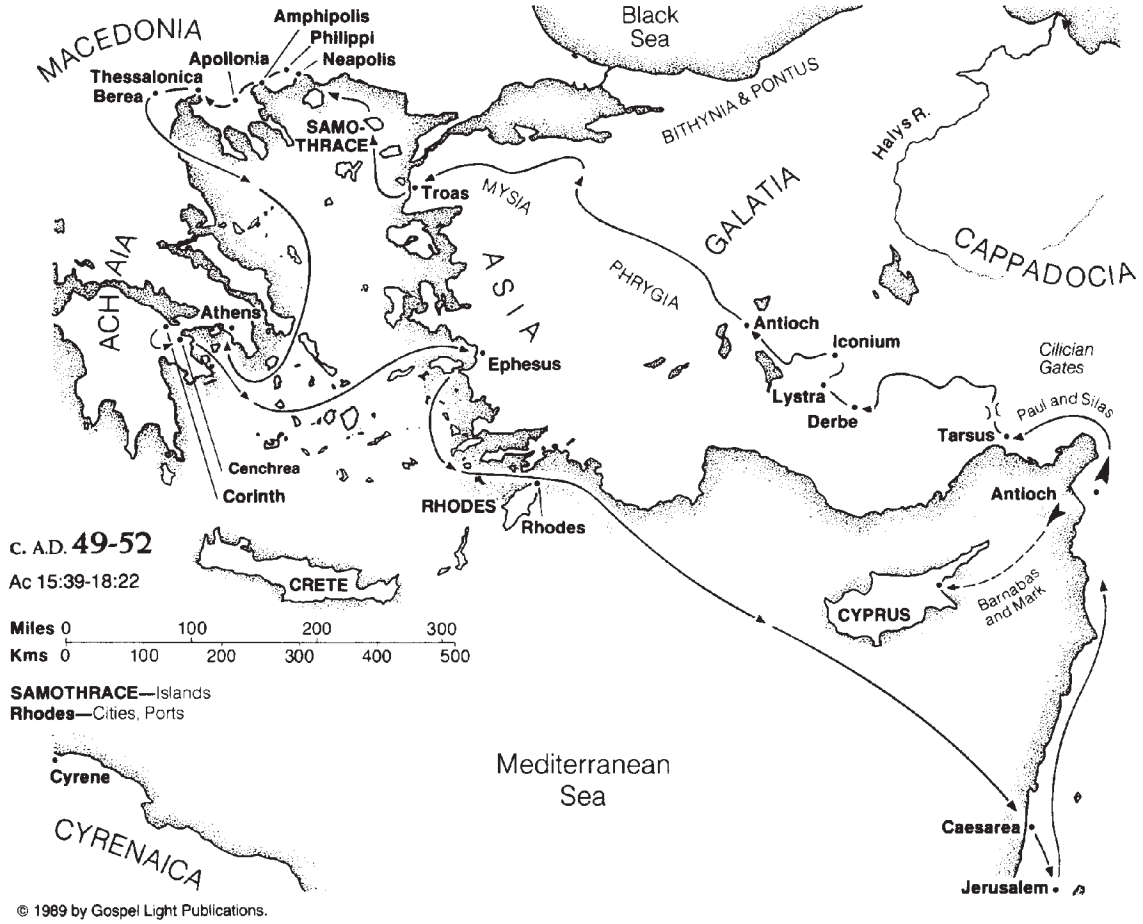 MACEDONIA
Amphipolis
Philippi
Neapolis
Apollonia
Thessalonica
Berea
SAMO-
THRACE
Black
Sea
BITHYNIA & PONTUS
Halys R.
Troas
MYSIA
GALATIA
CAPPADOCIA
PHRYGIA
ASIA
ACHAIA
Athens
Ephesus
Antioch
Iconium
Lystra
Derbe
Cilician
Gates
Paul and Silas
Tarsus
Antioch
Cenchrea
Corinth
RHODES
Rhodes
c. A.D. 49-52
Ac 15:39-18:22
CRETE
CYPRUS
Barnabas
and Mark
Miles 0 100 200 300
Kms 0 100 200 300 400 500
SAMOTHRACE—Islands
Rhodes—Cities, Ports
Cyrene
CYRENAICA
Mediterranean
Sea
Caesarea
Jerusalem
© 1989 by Gospel Light Publications.